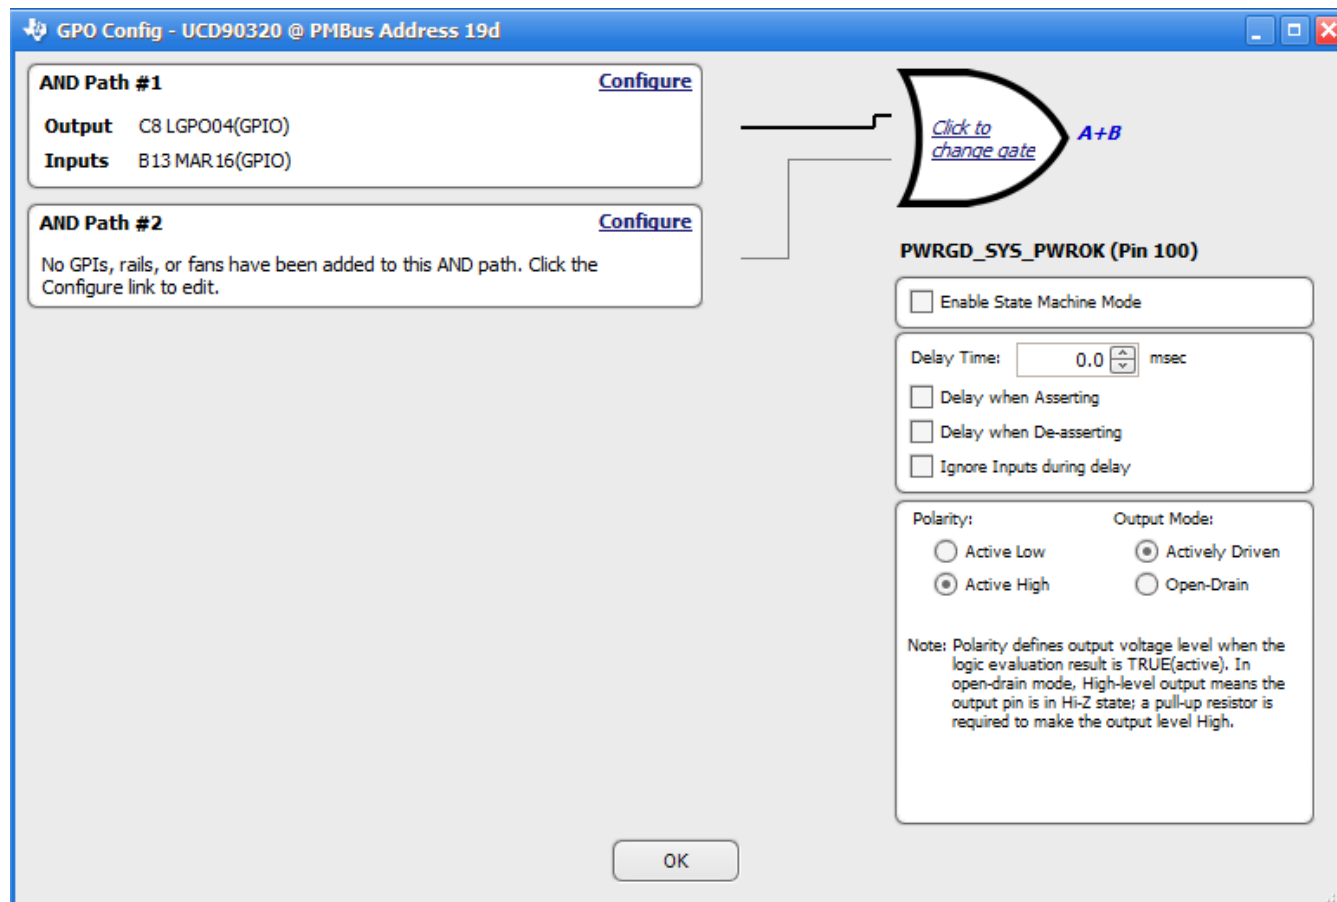 GPO Config - UCD90320 @ PMBus Address 19d
AND Path #1
Configure
Output C8 LGPO04(GPIO)
Inputs B13 MAR16(GPIO)
AND Path #2
Configure
No GPIs, rails, or fans have been added to this AND path. Click the
Configure link to edit.
Click to
change gate
A+B
PWRGD_SYS_PWROK (Pin 100)
Enable State Machine Mode
Delay Time: 0.0 msec
Delay when Asserting
Delay when De-asserting
Ignore Inputs during delay
Polarity: Output Mode:
Active Low Actively Driven
Active High Open-Drain
Note: Polarity defines output voltage level when the
logic evaluation result is TRUE(active). In
open-drain mode, High-level output means the
output pin is in Hi-Z state; a pull-up resistor is
required to make the output level High.
OK